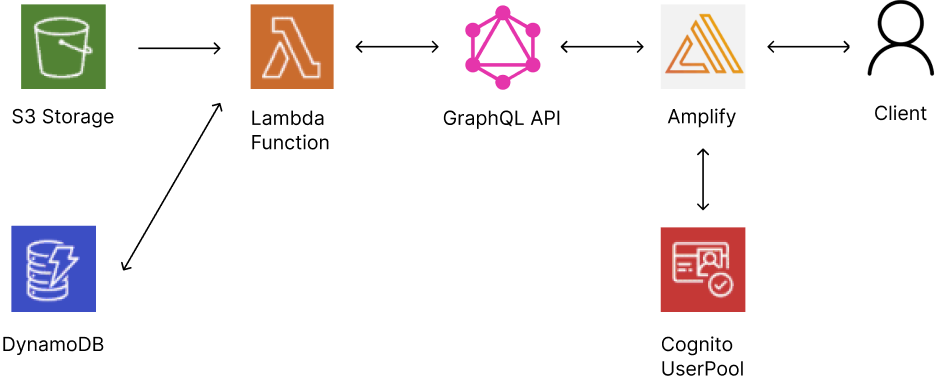 S3 Storage
Lambda
Function
GraphQL API
Amplify
Client
DynamoDB
Cognito
UserPool